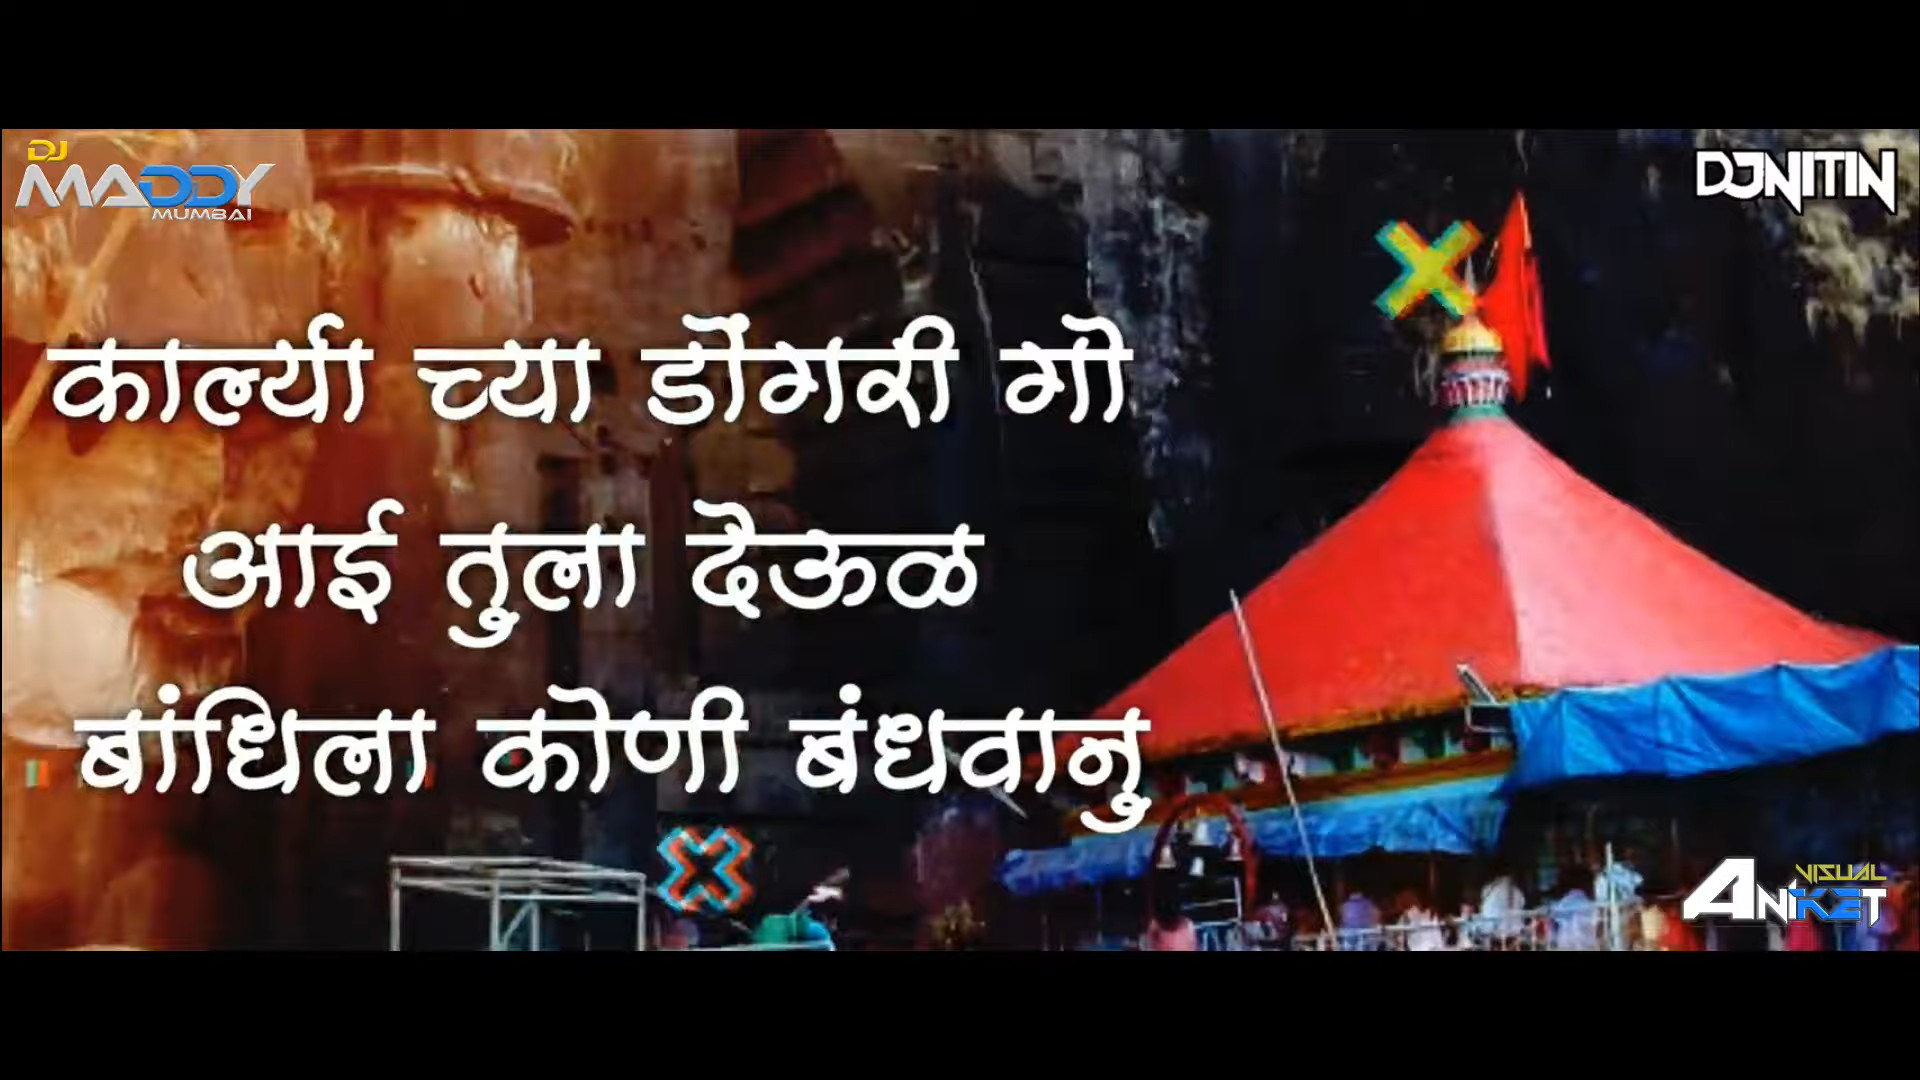 DJ
MADDY
MUMBAI
DJNITIN
कार्ल्या च्या डोंगरी गो
आई तुला देऊळ
बांधिला कोणी बंधवानु
VISUAL
ANIKET